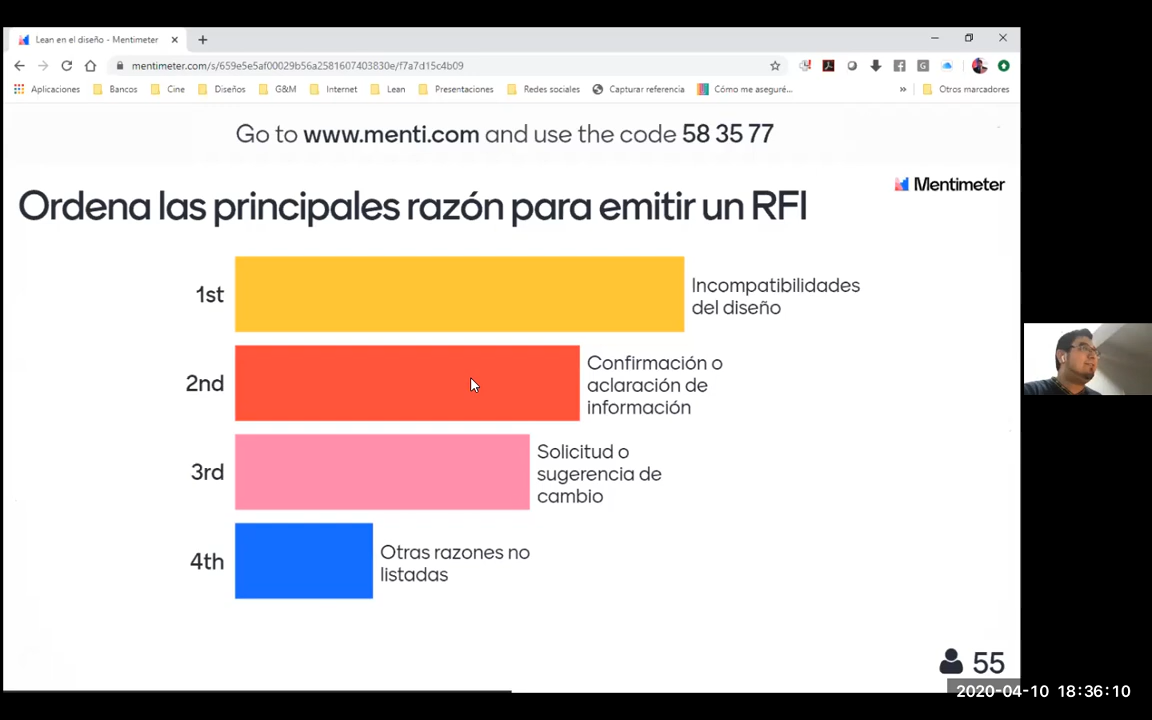 Lean en el diseño - Mentimeter
mentimeter.com/s/659e5e5af00029b56a2581607403830e/f7a7d15c4b09
Aplicaciones Bancos Cine Diseños G&M Internet Lean Presentaciones Redes sociales Capturar referencia Cómo me aseguré... » Otros marcadores
Go to www.menti.com and use the code 58 35 77
Mentimeter
Ordena las principales razón para emitir un RFI
1st
Incompatibilidades
del diseño
2nd
Confirmación o
aclaración de
información
3rd
Solicitud o
sugerencia de
cambio
4th
Otras razones no
listadas
55
2020-04-10 18:36:10